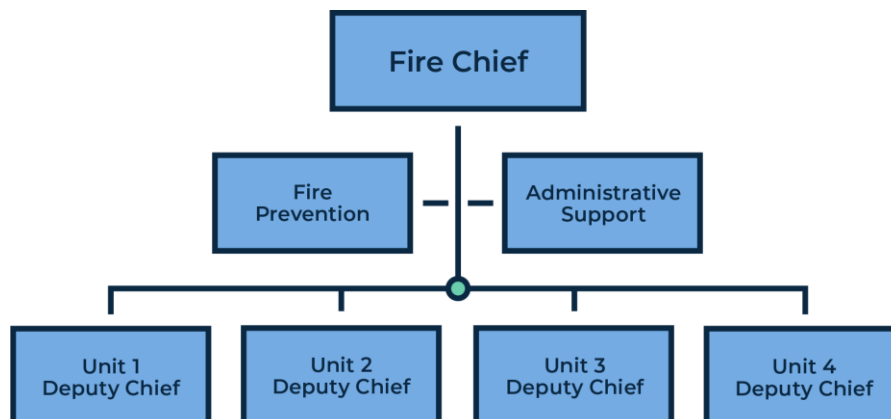 Fire Chief
Fire
Prevention
Administrative
Support
Unit 1
Deputy Chief
Unit 2
Deputy Chief
Unit 3
Deputy Chief
Unit 4
Deputy Chief